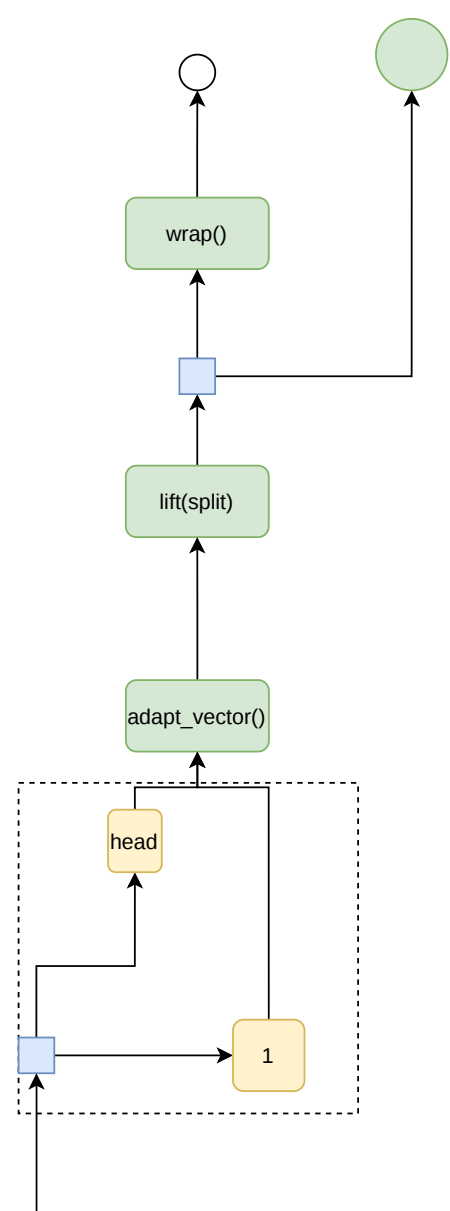 wrap()
lift(split)
adapt_vector()
head
1